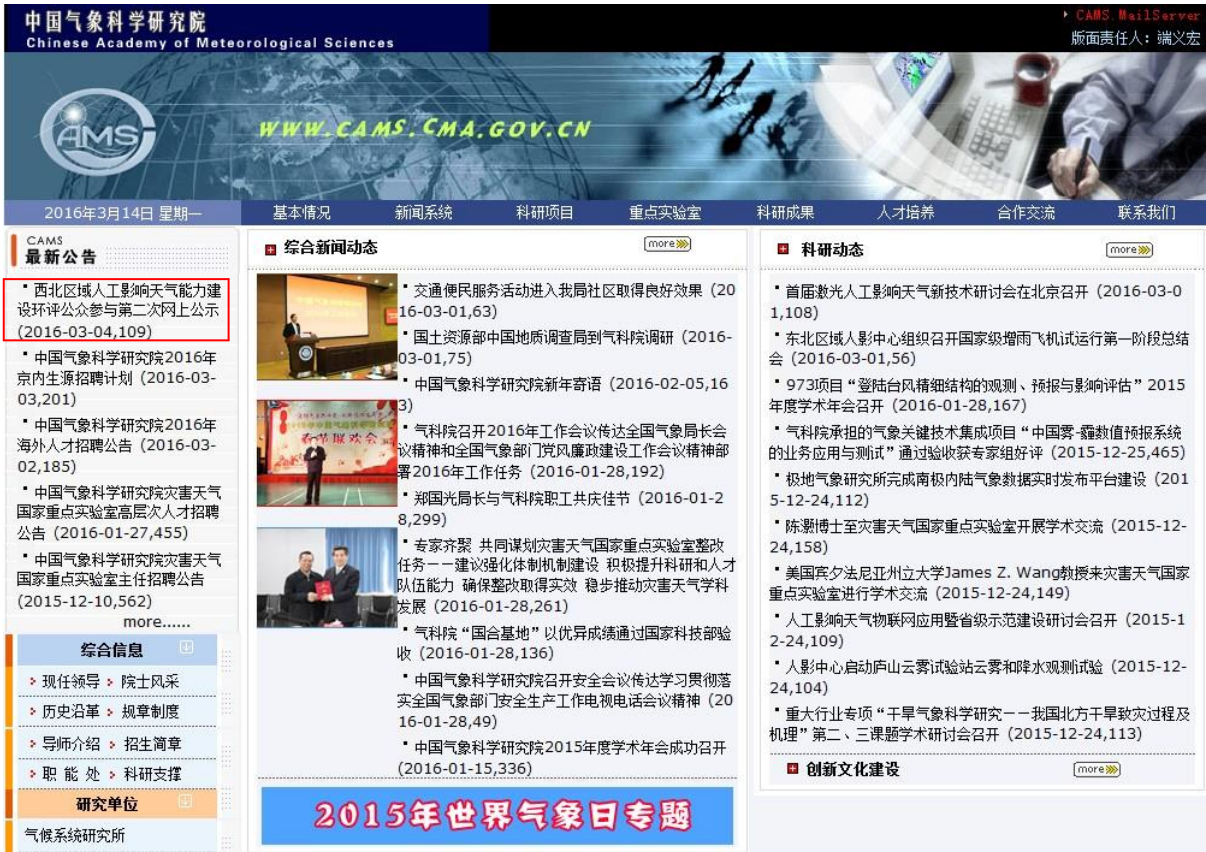 中国气象科学研究院
Chinese Academy of Meteorological Sciences
CAMS.MailServer
版面责任人：端义宏
CAMS
WWW.CAMS.CMA.GOV.CN
2016年3月14日 星期一
基本情况 新闻系统 科研项目 重点实验室 科研成果 人才培养 合作交流 联系我们
CAMS
最新公告
西北区域人工影响天气能力建
设环评公众参与第二次网上公示
(2016-03-04,109)
中国气象科学研究院2016年
京内生源招聘计划 (2016-03-
03,201)
中国气象科学研究院2016年
海外人才招聘公告 (2016-03-
02,185)
中国气象科学研究院灾害天气
国家重点实验室高层次人才招聘
公告 (2016-01-27,455)
中国气象科学研究院灾害天气
国家重点实验室主任招聘公告
(2015-12-10,562)
more......
综合信息
现任领导 院士风采
历史沿革 规章制度
导师介绍 招生简章
职 能 处 科研支撑
研究单位
气候系统研究所
综合新闻动态 more
交通便民服务活动进入我局社区取得良好效果 (20
16-03-01,63)
国土资源部中国地质调查局到气科院调研 (2016-
03-01,75)
中国气象科学研究院新年寄语 (2016-02-05,16
3)
气科院召开2016年工作会议传达全国气象局长会
议精神和全国气象部门党风廉政建设工作会议精神部
署2016年工作任务 (2016-01-28,192)
郑国光局长与气科院职工共庆佳节 (2016-01-2
8,299)
专家齐聚 共同谋划灾害天气国家重点实验室整改
任务－－建议强化体制机制建设 积极提升科研和人才
队伍能力 确保整改取得实效 稳步推动灾害天气学科
发展 (2016-01-28,261)
气科院“国合基地”以优异成绩通过国家科技部验
收 (2016-01-28,136)
中国气象科学研究院召开安全会议传达学习贯彻落
实全国气象部门安全生产工作电视电话会议精神 (20
16-01-28,49)
中国气象科学研究院2015年度学术年会成功召开
(2016-01-15,336)
春节联欢会
2015年世界气象日专题
科研动态 more
首届激光人工影响天气新技术研讨会在北京召开 (2016-03-0
1,108)
东北区域人影中心组织召开国家级增雨飞机试运行第一阶段总结
会 (2016-03-01,56)
973项目“登陆台风精细结构的观测、预报与影响评估”2015
年度学术年会召开 (2016-01-28,167)
气科院承担的气象关键技术集成项目“中国雾-霾数值预报系统
的业务应用与测试”通过验收获专家组好评 (2015-12-25,465)
极地气象研究所完成南极内陆气象数据实时发布平台建设 (201
5-12-24,112)
陈灏博士至灾害天气国家重点实验室开展学术交流 (2015-12-
24,158)
美国宾夕法尼亚州立大学James Z. Wang教授来灾害天气国家
重点实验室进行学术交流 (2015-12-24,149)
人工影响天气物联网应用暨省级示范建设研讨会召开 (2015-1
2-24,109)
人影中心启动庐山云雾试验站云雾和降水观测试验 (2015-12-
24,104)
重大行业专项“干旱气象科学研究－－我国北方干旱致灾过程及
机理”第二、三课题学术研讨会召开 (2015-12-24,113)
创新文化建设 more